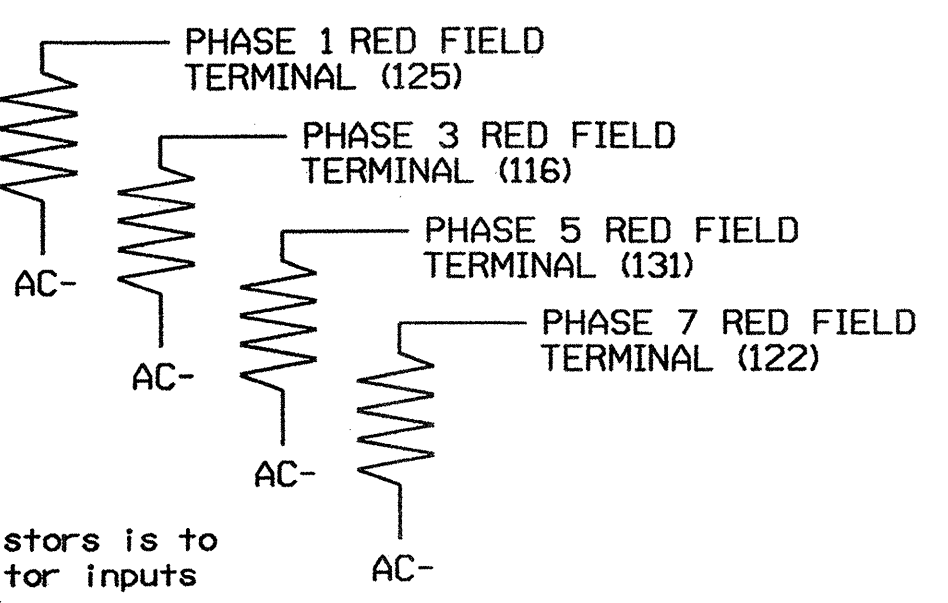 PHASE 1 RED FIELD
TERMINAL (125)
PHASE 3 RED FIELD
TERMINAL (116)
AC-
PHASE 5 RED FIELD
TERMINAL (131)
AC-
PHASE 7 RED FIELD
TERMINAL (122)
AC-
stors is to
tor inputs
AC-